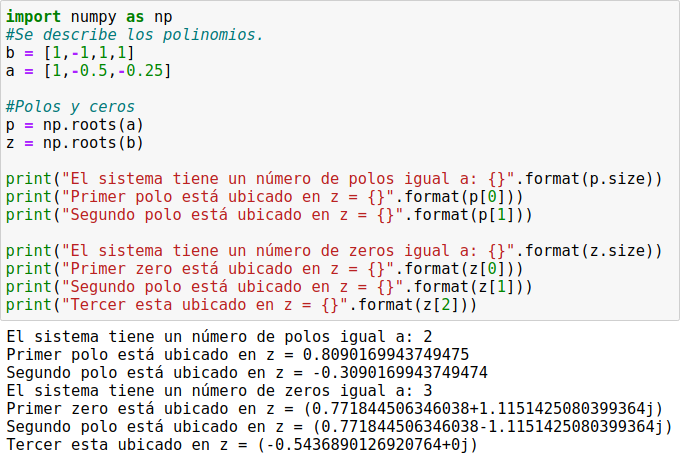 import numpy as np
#Se describe los polinomios.
b = [1,-1,1,1]
a = [1,-0.5,-0.25]
#Polos y ceros
p = np.roots(a)
z = np.roots(b)
print("El sistema tiene un número de polos igual a: {}".format(p.size))
print("Primer polo está ubicado en z = {}".format(p[0]))
print("Segundo polo está ubicado en z = {}".format(p[1]))
print("El sistema tiene un número de zeros igual a: {}".format(z.size))
print("Primer zero está ubicado en z = {}".format(z[0]))
print("Segundo polo está ubicado en z = {}".format(z[1]))
print("Tercer esta ubicado en z = {}".format(z[2]))
El sistema tiene un número de polos igual a: 2
Primer polo está ubicado en z = 0.8090169943749475
Segundo polo está ubicado en z = -0.3090169943749474
El sistema tiene un número de zeros igual a: 3
Primer zero está ubicado en z = (0.771844506346038+1.1151425080399364j)
Segundo polo está ubicado en z = (0.771844506346038-1.1151425080399364j)
Tercer esta ubicado en z = (-0.5436890126920764+0j)